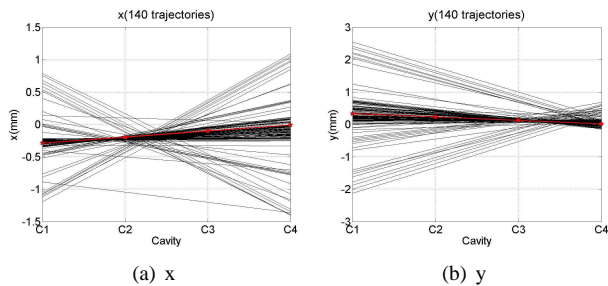 x(140 trajectories)
1.5
1
0.5
0
-0.5
-1
-1.5
x(mm)
C1
C2
C3
C4
Cavity
(a) x
y(140 trajectories)
3
2
1
0
-1
-2
-3
y(mm)
C1
C2
C3
C4
Cavity
(b) y